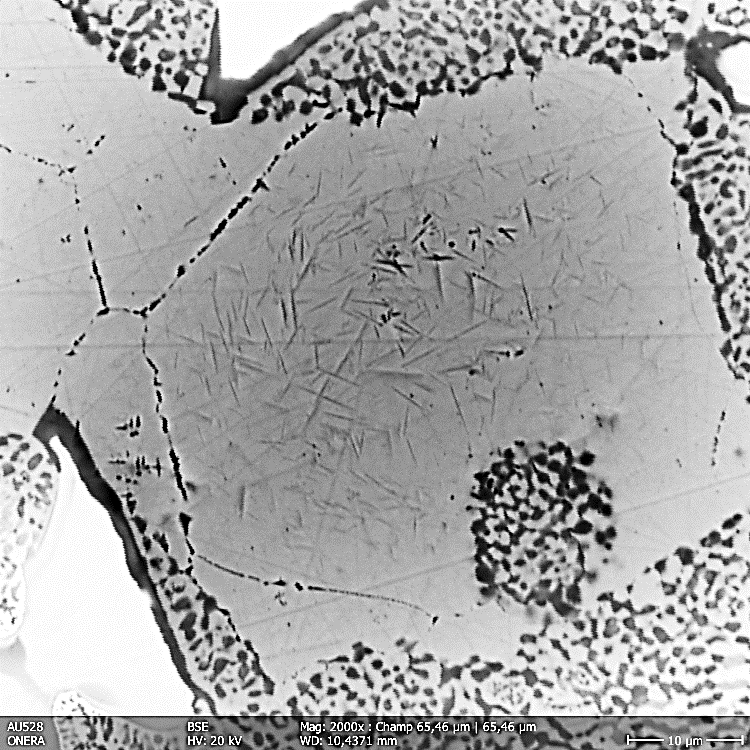 AU528 BSE Mag: 2000x : Champ 65,46 µm | 65,46 µm
ONERA HV: 20 kV WD: 10,4371 mm 10 µm